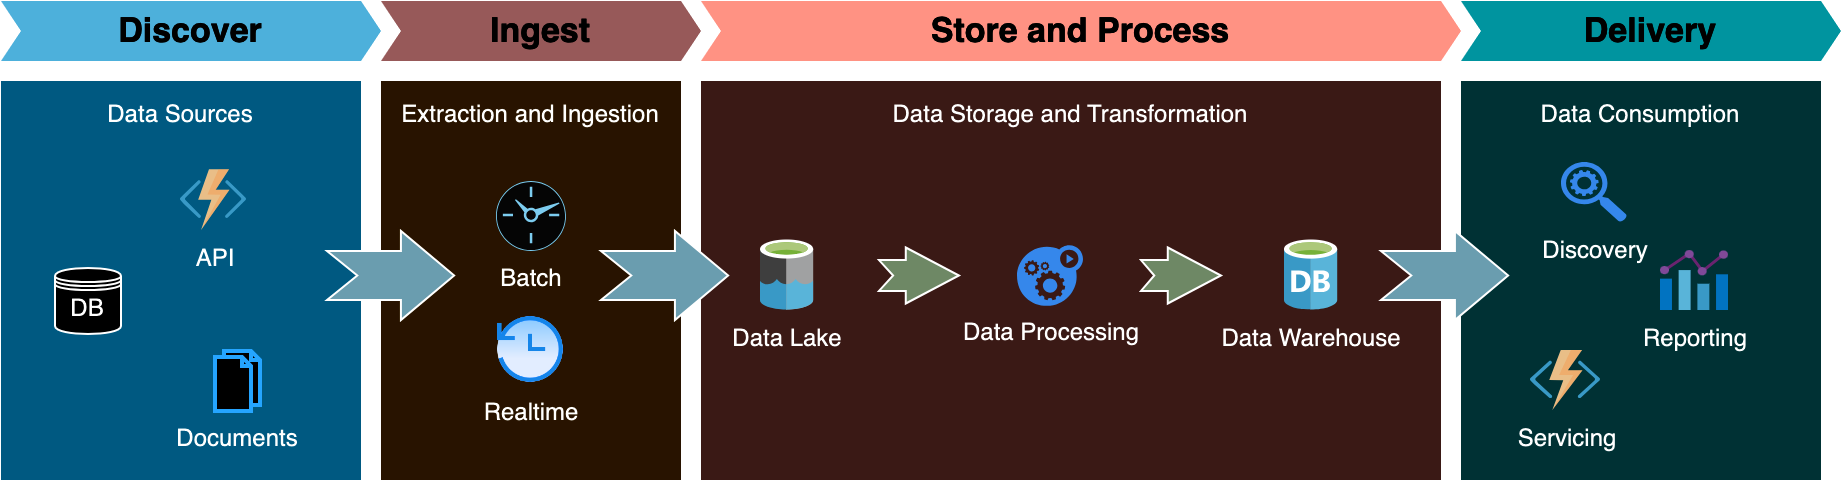 Discover
Ingest
Store and Process
Delivery
Data Sources
API
DB
Documents
Extraction and Ingestion
Batch
Realtime
Data Storage and Transformation
Data Lake
Data Processing
DB
Data Warehouse
Data Consumption
Discovery
Reporting
Servicing